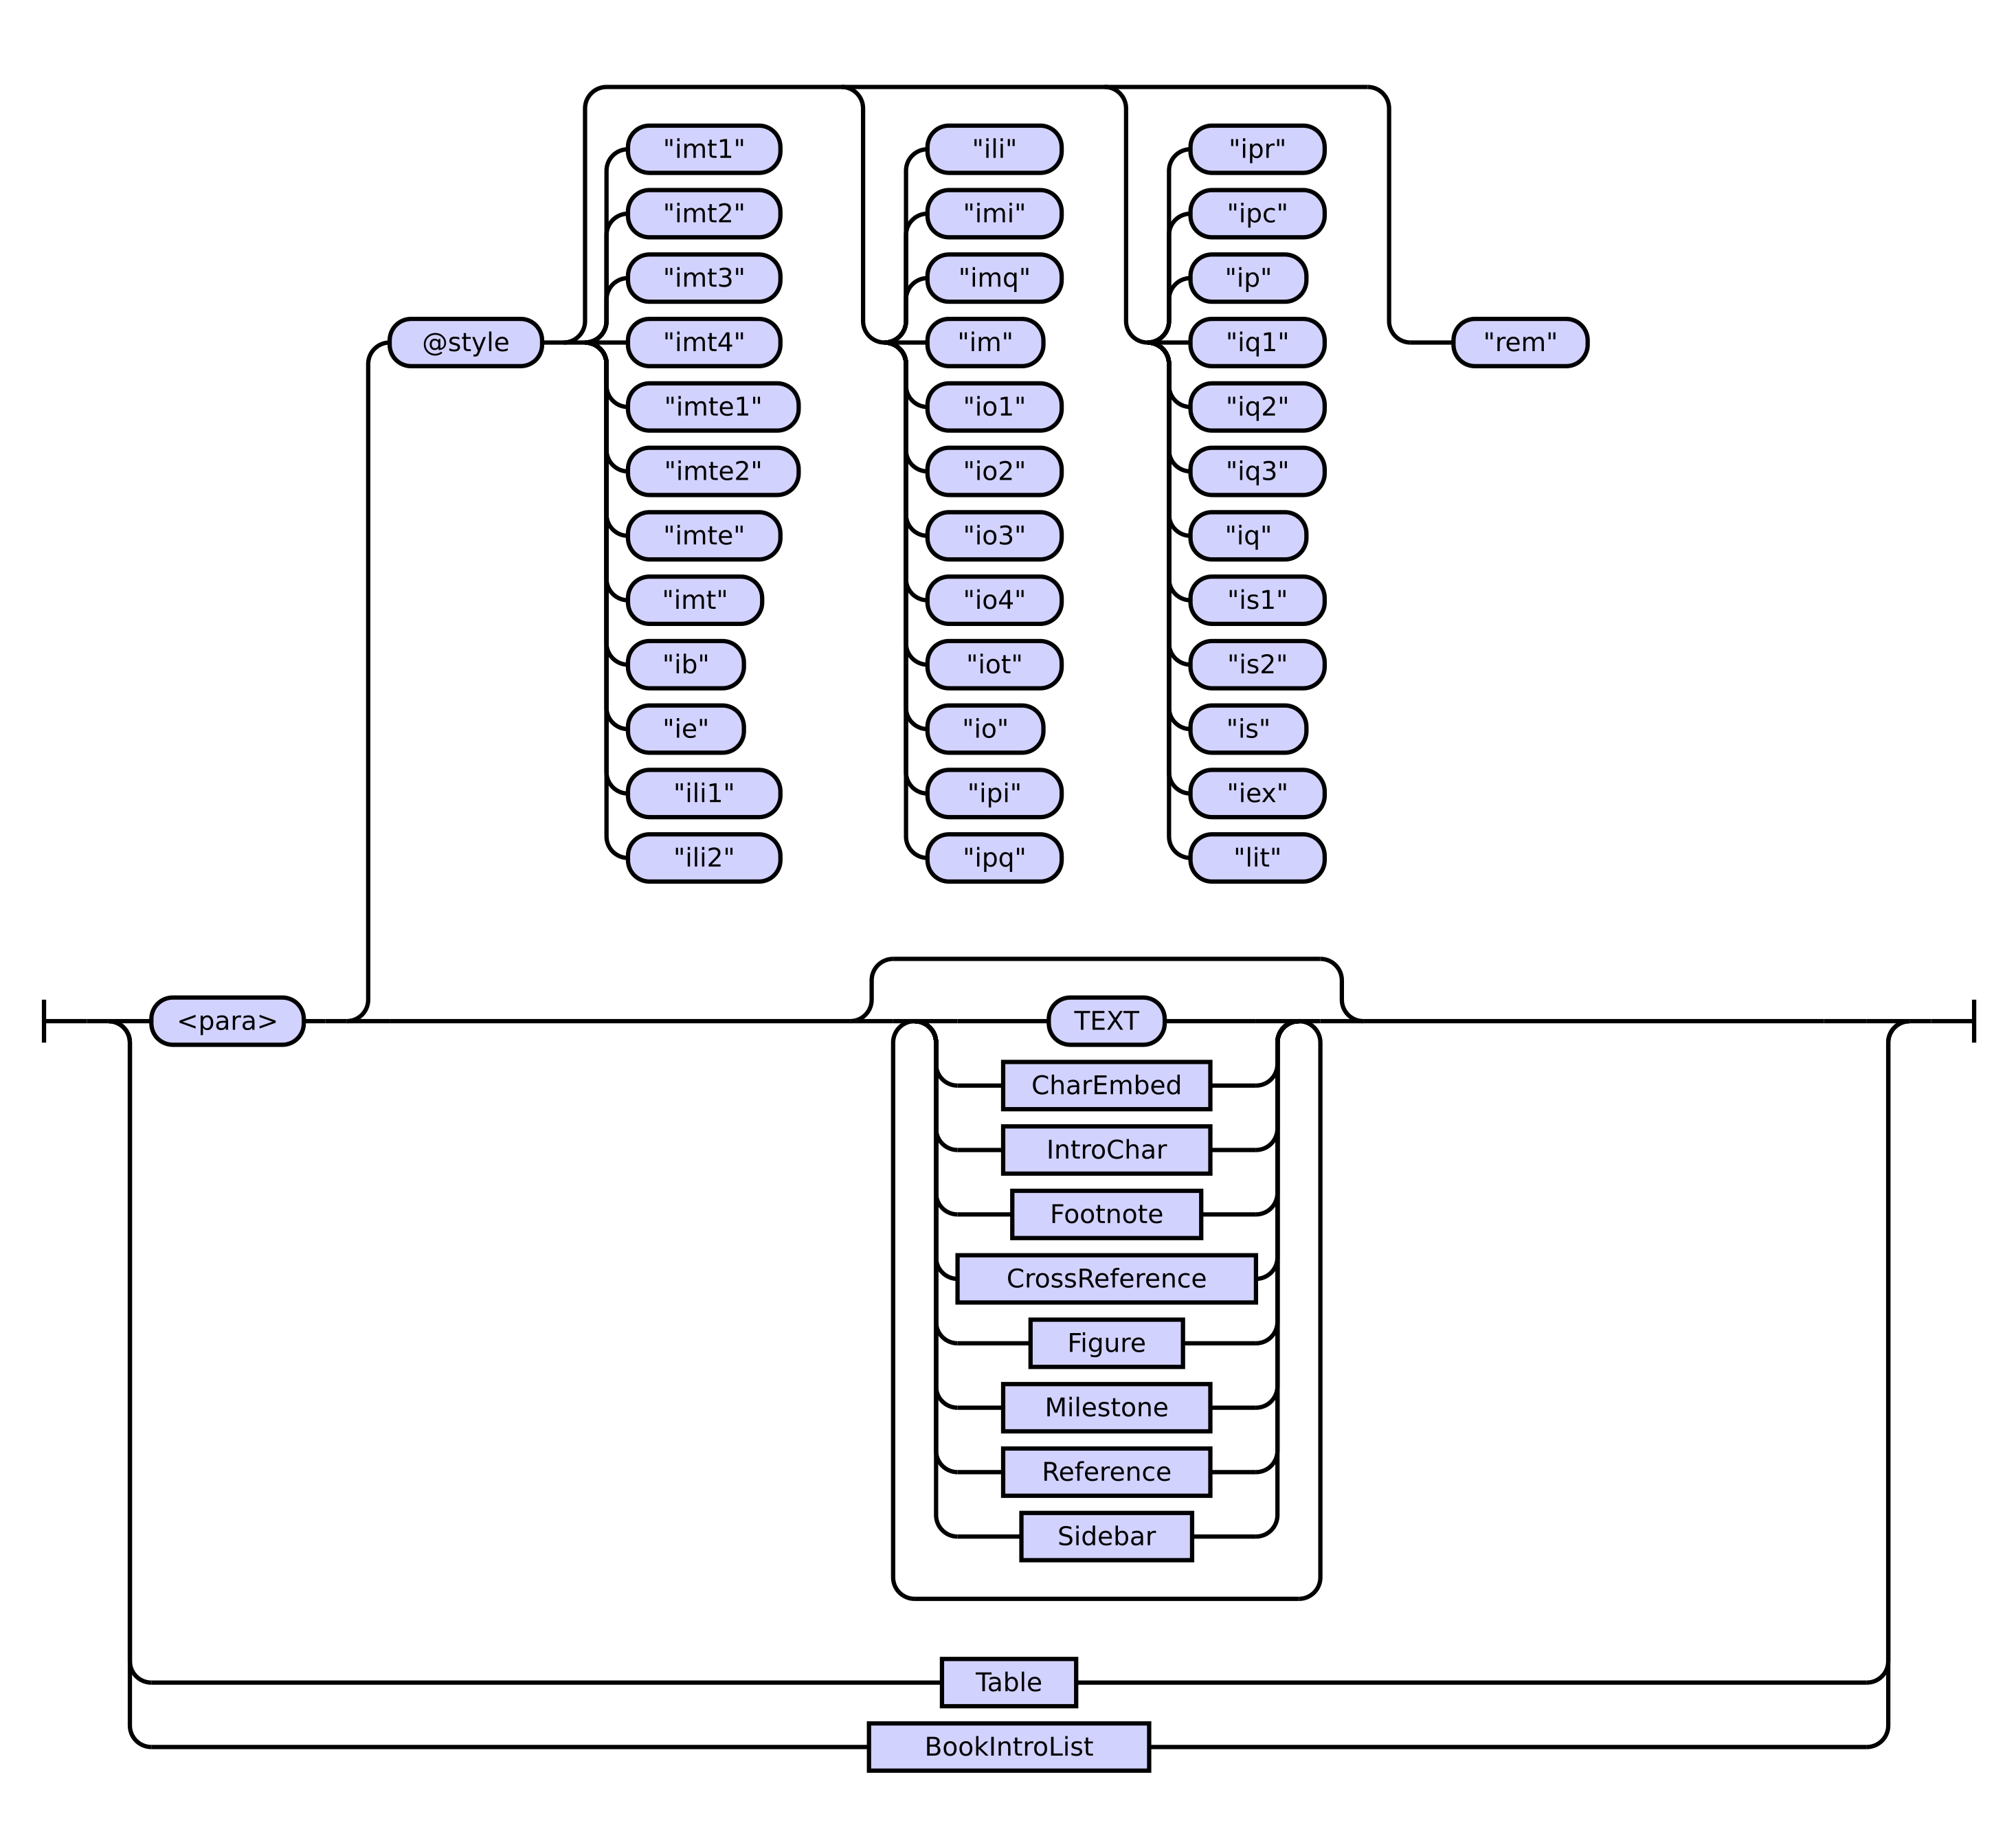 @style
"imt1"
"imt2"
"imt3"
"imt4"
"imte1"
"imte2"
"imte"
"imt"
"ib"
"ie"
"ili1"
"ili2"
"ili"
"imi"
"imq"
"im"
"io1"
"io2"
"io3"
"io4"
"iot"
"io"
"ipi"
"ipq"
"ipr"
"ipc"
"ip"
"iq1"
"iq2"
"iq3"
"iq"
"is1"
"is2"
"is"
"iex"
"lit"
"rem"
<para>
TEXT
CharEmbed
IntroChar
Footnote
CrossReference
Figure
Milestone
Reference
Sidebar
Table
BookIntroList